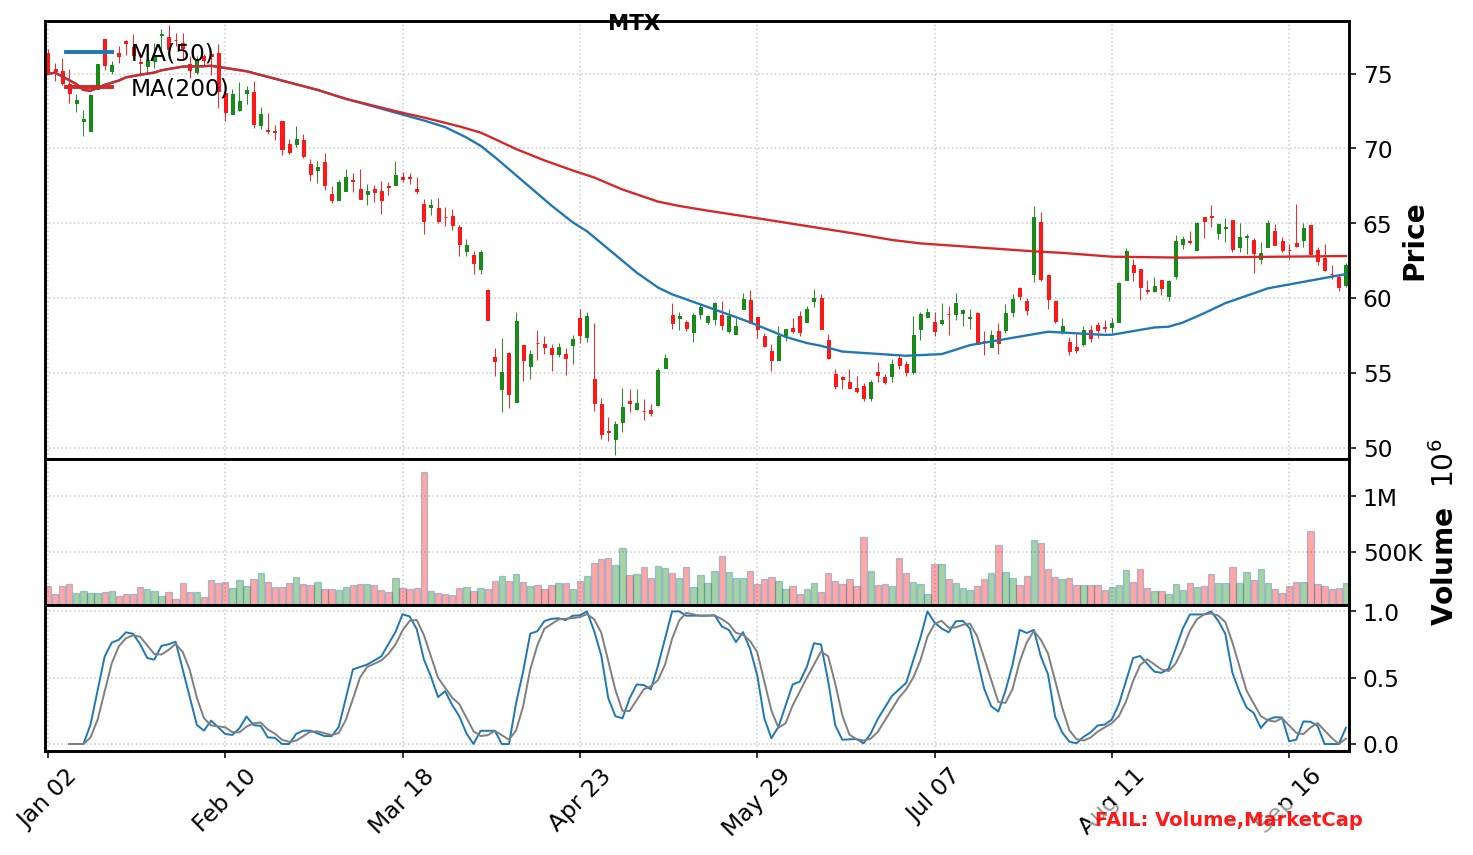 MTX
MA(50)
MA(200)
75
70
65
60
55
50
Price
1M
500K
Volume 10^6
1.0
0.5
0.0
Jan 02
Feb 10
Mar 18
Apr 23
May 29
Jul 07
Aug 11
Sep 16
FAIL: Volume,MarketCap